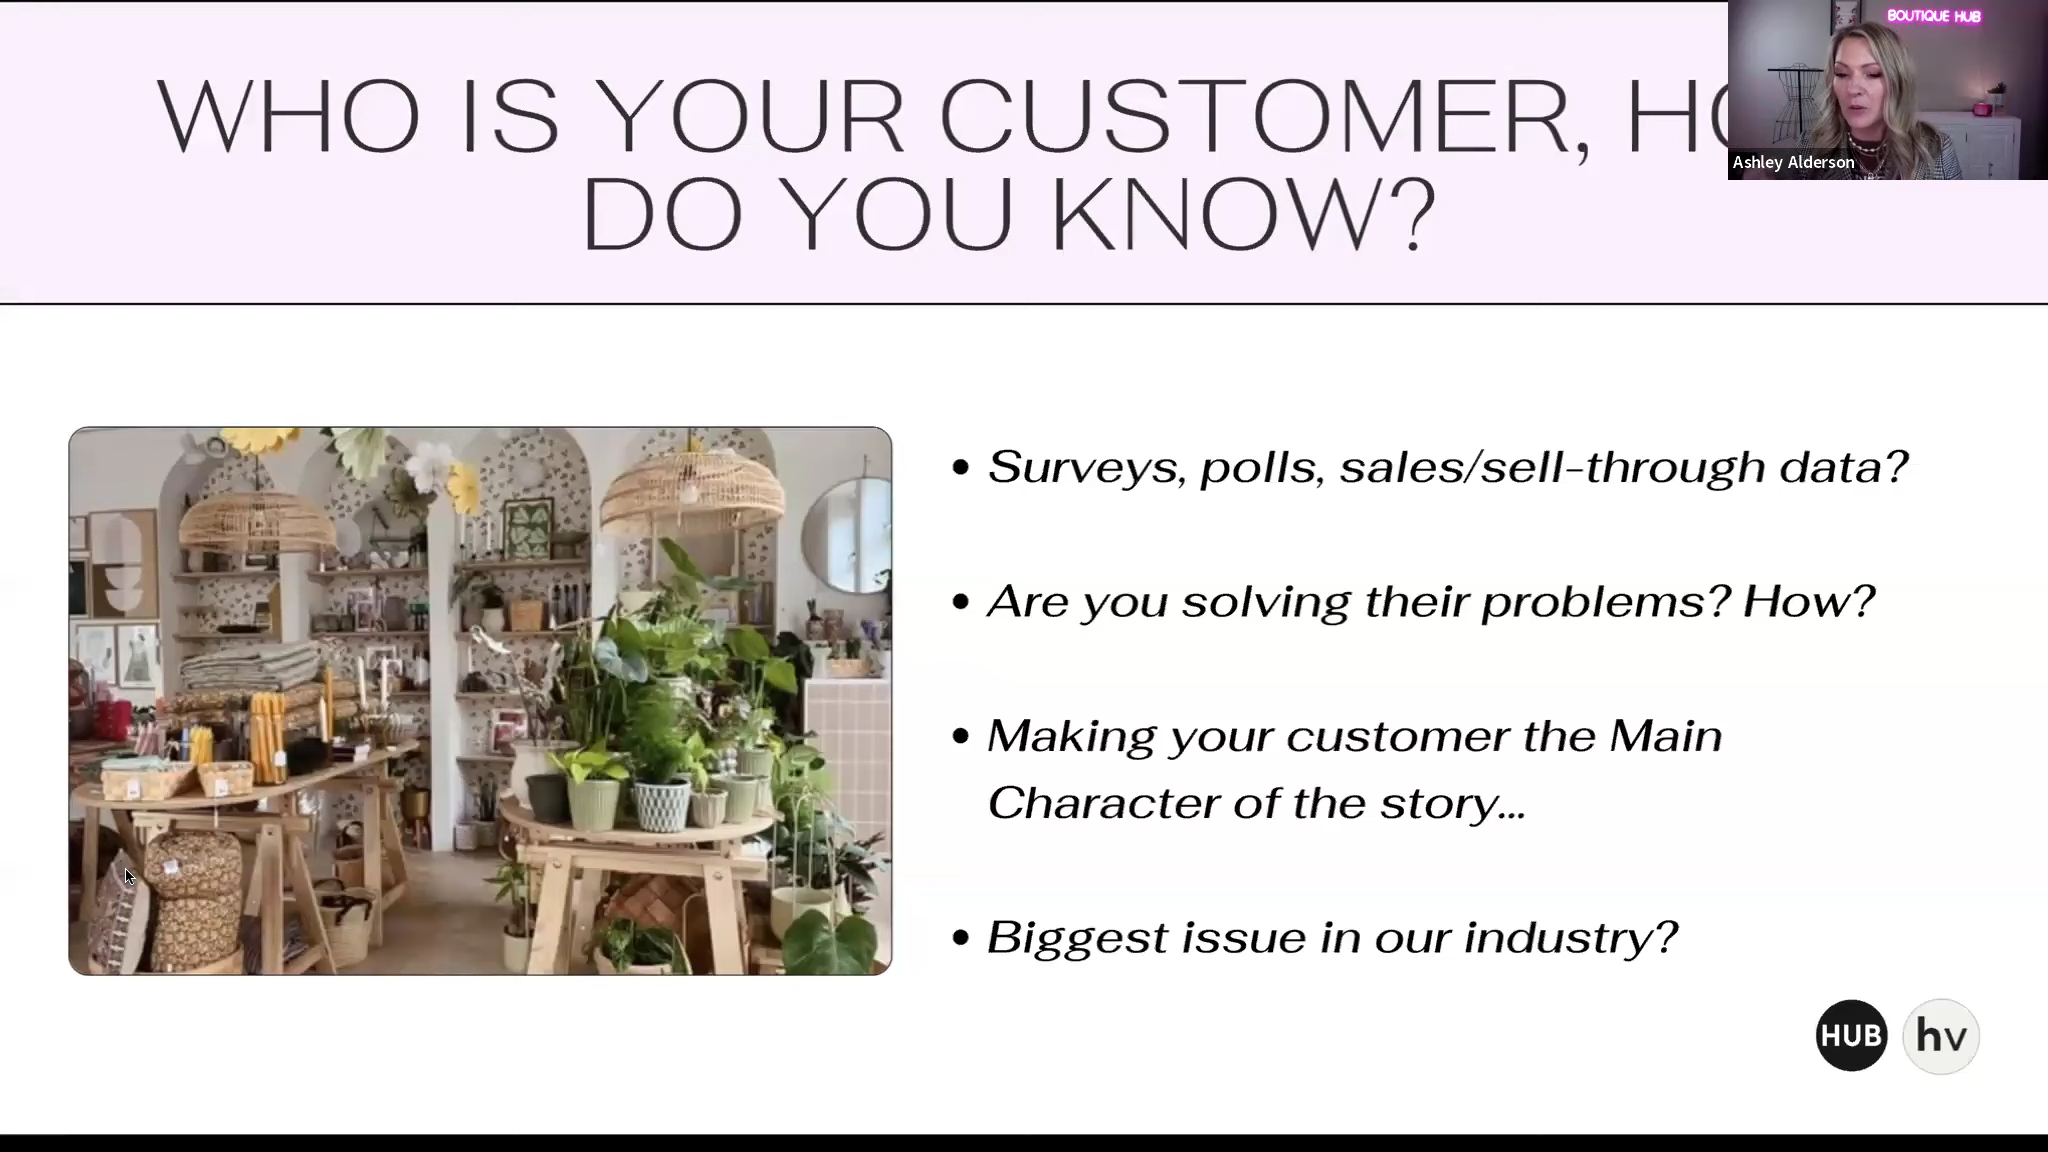 WHO IS YOUR CUSTOMER,
DO YOU KNOW?
BOUTIQUE HUB
Ashley Alderson
• Surveys, polls, sales/sell-through data?
• Are you solving their problems? How?
• Making your customer the Main
Character of the story...
• Biggest issue in our industry?
HUB
hv